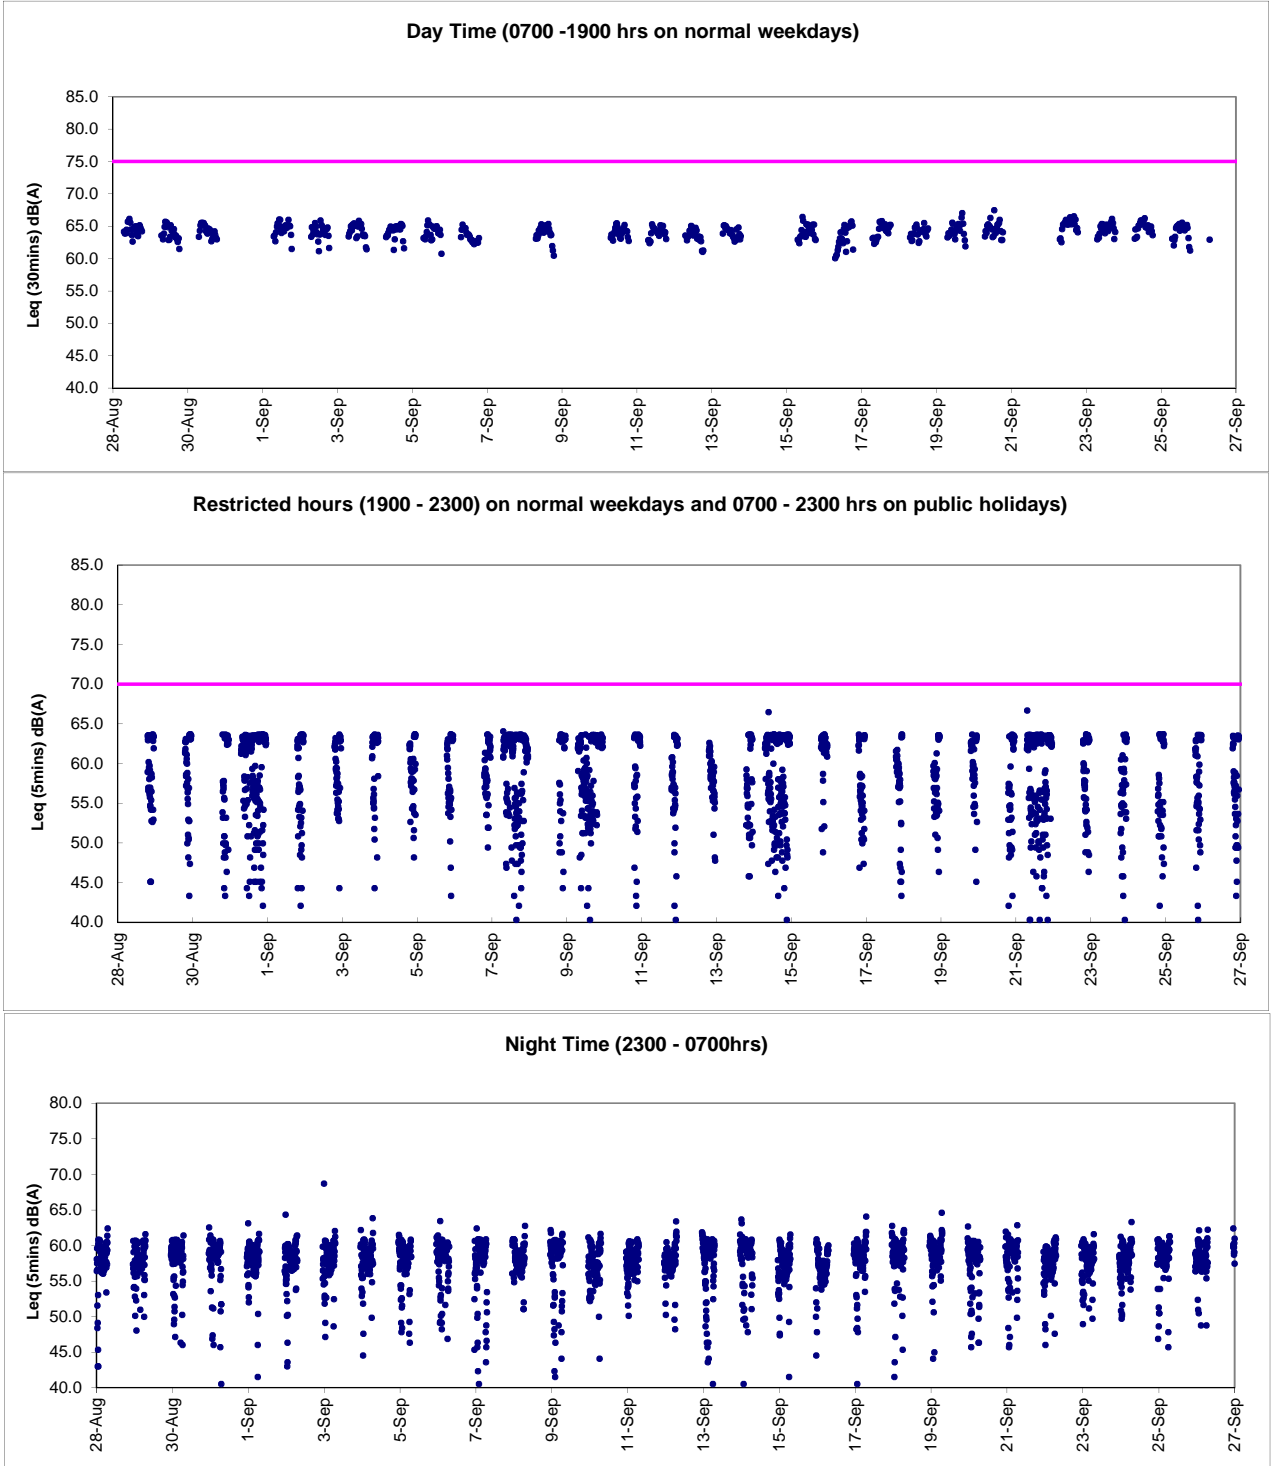 Day Time (0700 -1900 hrs on normal weekdays)
Leq (30mins) dB(A)
85.0
80.0
75.0
70.0
65.0
60.0
55.0
50.0
45.0
40.0
28-Aug
30-Aug
1-Sep
3-Sep
5-Sep
7-Sep
9-Sep
11-Sep
13-Sep
15-Sep
17-Sep
19-Sep
21-Sep
23-Sep
25-Sep
27-Sep
Restricted hours (1900 - 2300) on normal weekdays and 0700 - 2300 hrs on public holidays)
Leq (5mins) dB(A)
85.0
80.0
75.0
70.0
65.0
60.0
55.0
50.0
45.0
40.0
28-Aug
30-Aug
1-Sep
3-Sep
5-Sep
7-Sep
9-Sep
11-Sep
13-Sep
15-Sep
17-Sep
19-Sep
21-Sep
23-Sep
25-Sep
27-Sep
Night Time (2300 - 0700hrs)
Leq (5mins) dB(A)
80.0
75.0
70.0
65.0
60.0
55.0
50.0
45.0
40.0
28-Aug
30-Aug
1-Sep
3-Sep
5-Sep
7-Sep
9-Sep
11-Sep
13-Sep
15-Sep
17-Sep
19-Sep
21-Sep
23-Sep
25-Sep
27-Sep